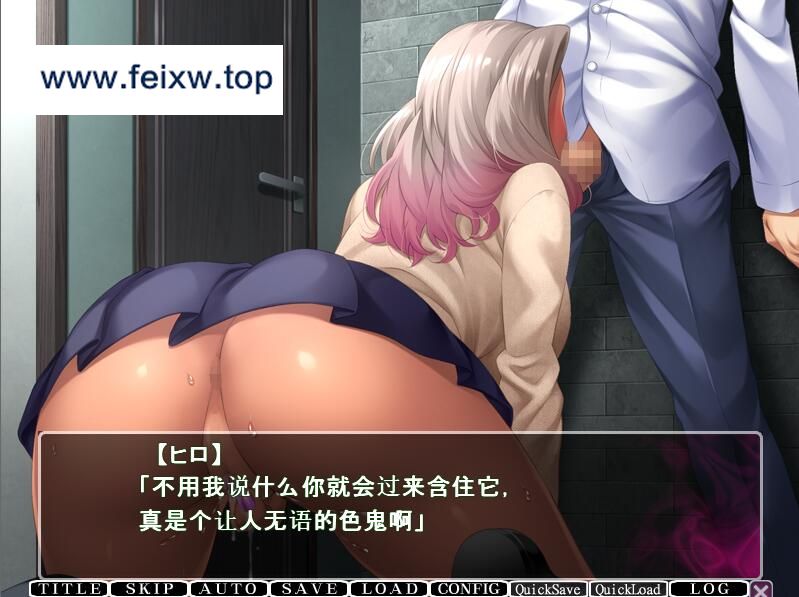 www.feixw.top
【ヒロ】
「不用我说什么你就会过来含住它,
真是个让人无语的色鬼啊」
TITLE SKIP AUTO SAVE LOAD CONFIG QuickSave QuickLoad LOG